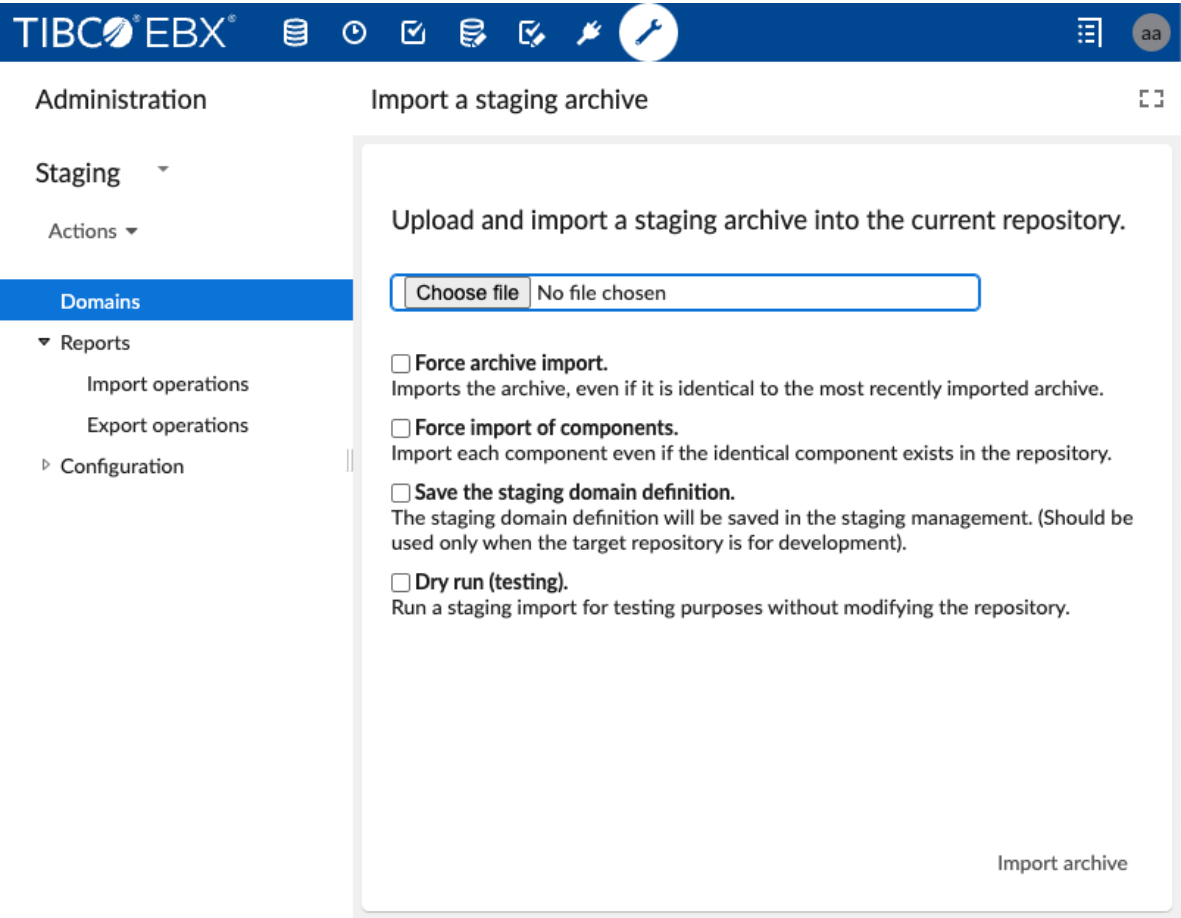 TIBCO® EBX®
aa
Administration
Import a staging archive
Staging
Actions
Domains
Reports
Import operations
Export operations
Configuration
Upload and import a staging archive into the current repository.
Choose file No file chosen
Force archive import.
Imports the archive, even if it is identical to the most recently imported archive.
Force import of components.
Import each component even if the identical component exists in the repository.
Save the staging domain definition.
The staging domain definition will be saved in the staging management. (Should be
used only when the target repository is for development).
Dry run (testing).
Run a staging import for testing purposes without modifying the repository.
Import archive